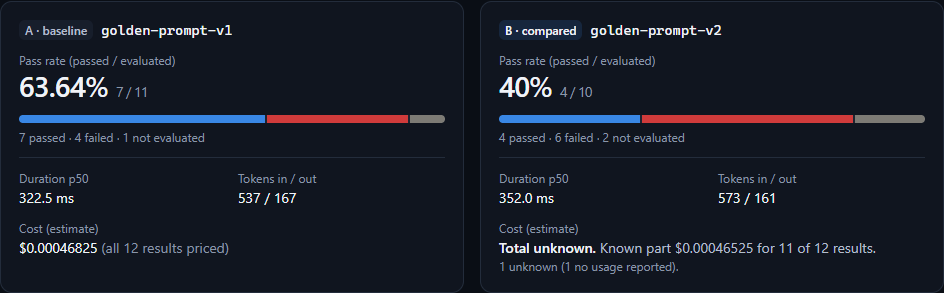 A · baseline golden-prompt-v1
Pass rate (passed / evaluated)
63.64% 7 / 11
7 passed · 4 failed · 1 not evaluated
Duration p50
322.5 ms
Tokens in / out
537 / 167
Cost (estimate)
$0.00046825 (all 12 results priced)
B · compared golden-prompt-v2
Pass rate (passed / evaluated)
40% 4 / 10
4 passed · 6 failed · 2 not evaluated
Duration p50
352.0 ms
Tokens in / out
573 / 161
Cost (estimate)
Total unknown. Known part $0.00046525 for 11 of 12 results.
1 unknown (1 no usage reported).